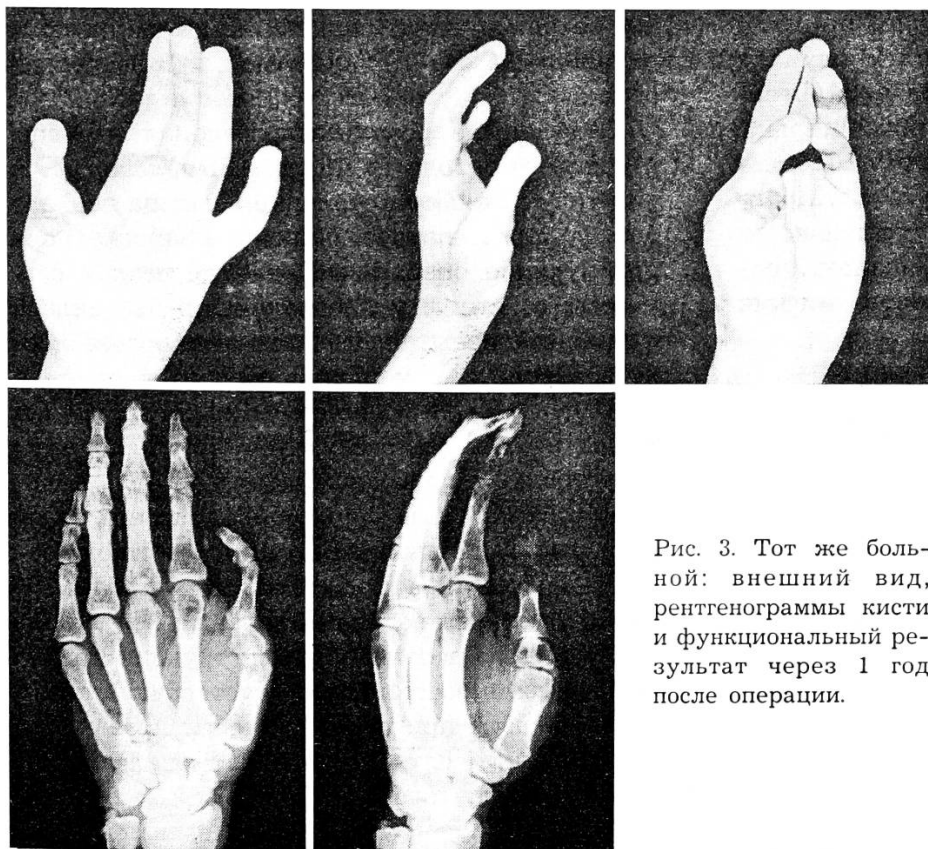 Рис. 3. Тот же боль-
ной: внешний вид,
рентгенограммы кисти
и функциональный ре-
зультат через 1 год
после операции.